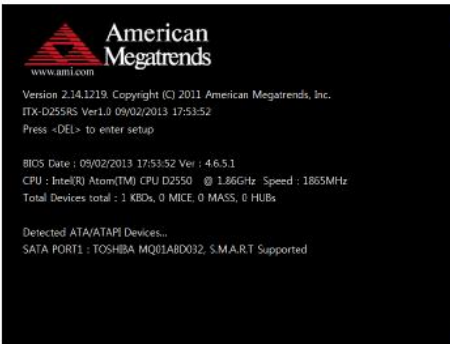 American
Megatrends
www.ami.com
Version 2.14.1219. Copyright (C) 2011 American Megatrends, Inc.
ITX-D255RS Ver1.0 09/02/2013 17:53:52
Press <DEL> to enter setup
BIOS Date : 09/02/2013 17:53:52 Ver : 4.6.5.1
CPU : Intel(R) Atom(TM) CPU D2550 @ 1.86GHz Speed : 1865MHz
Total Devices total : 1 KBDs, 0 MICE, 0 MASS, 0 HUBs
Detected ATA/ATAPI Devices...
SATA PORT1 : TOSHIBA MQ01ABD032, S.M.A.R.T Supported